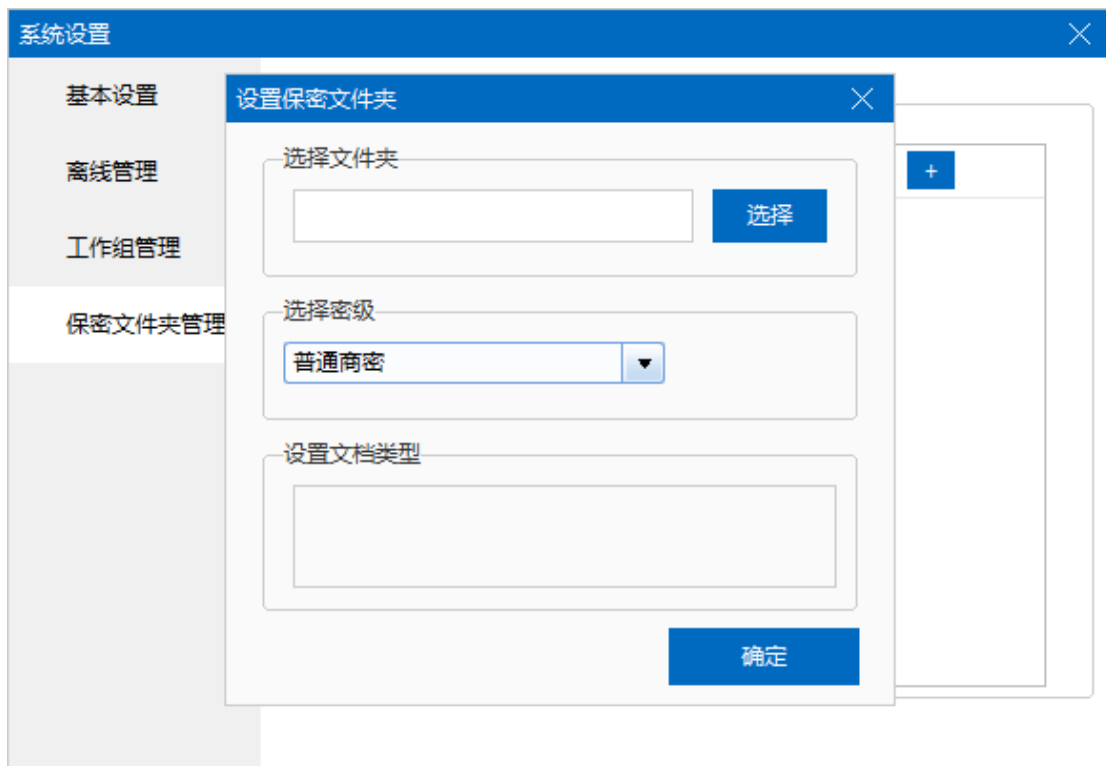 系统设置
基本设置
离线管理
工作组管理
保密文件夹管理
设置保密文件夹
选择文件夹
选择
+
选择密级
普通商密
设置文档类型
确定